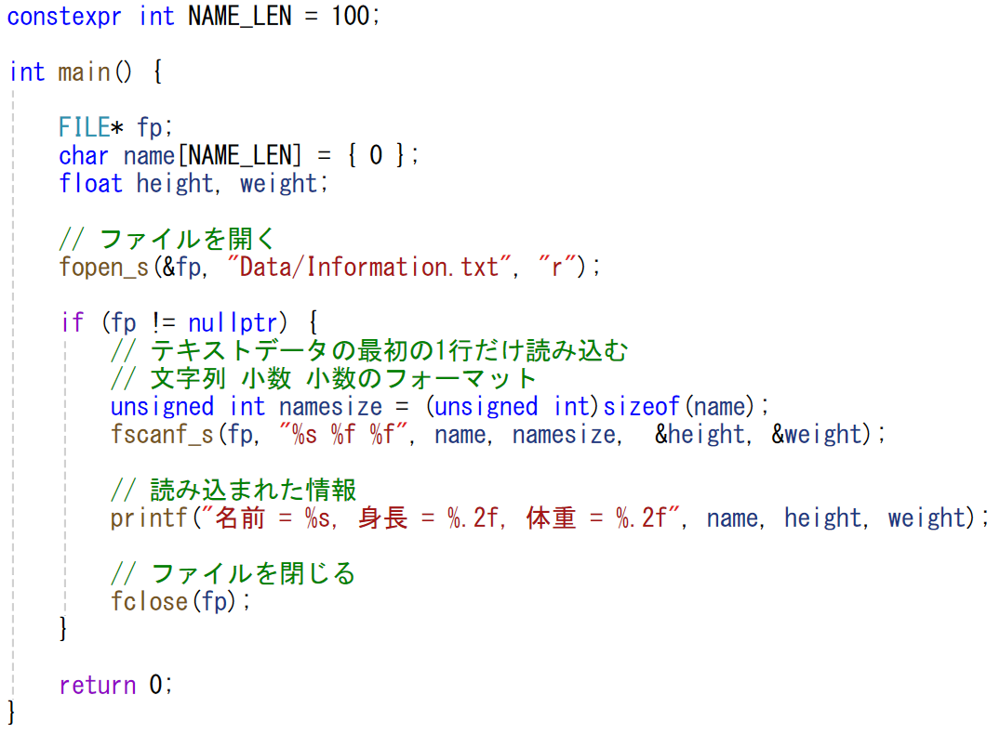 constexpr int NAME_LEN = 100;
int main() {
FILE* fp;
char name[NAME_LEN] = { 0 };
float height, weight;
// ファイルを開く
fopen_s(&fp, "Data/Information.txt", "r");
if (fp != nullptr) {
// テキストデータの最初の1行だけ読み込む
// 文字列 小数 小数のフォーマット
unsigned int namesize = (unsigned int)sizeof(name);
fscanf_s(fp, "%s %f %f", name, namesize,  &height, &weight);
// 読み込まれた情報
printf("名前 = %s, 身長 = %.2f, 体重 = %.2f", name, height, weight);
// ファイルを閉じる
fclose(fp);
}
return 0;
}